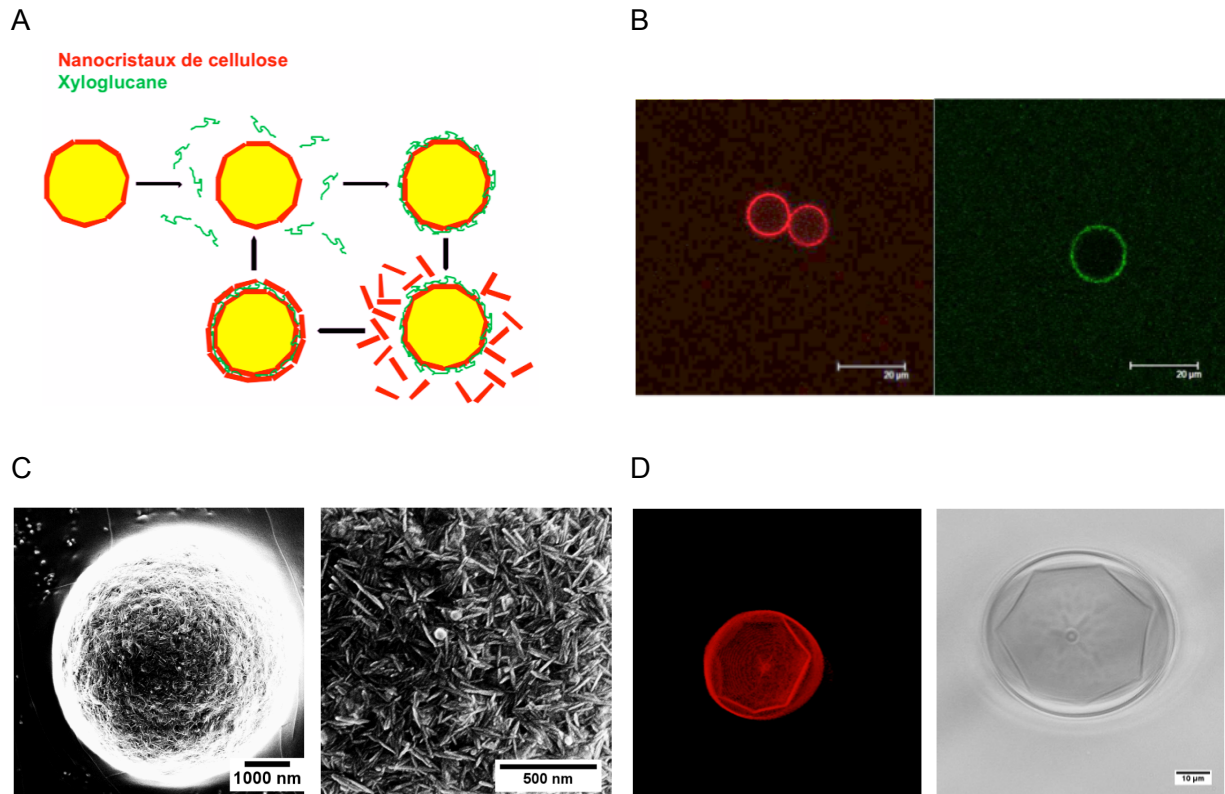 A
Nanocristaux de cellulose
Xyloglucane
B
20 µm
20 µm
C
1000 nm
500 nm
D
10 µm